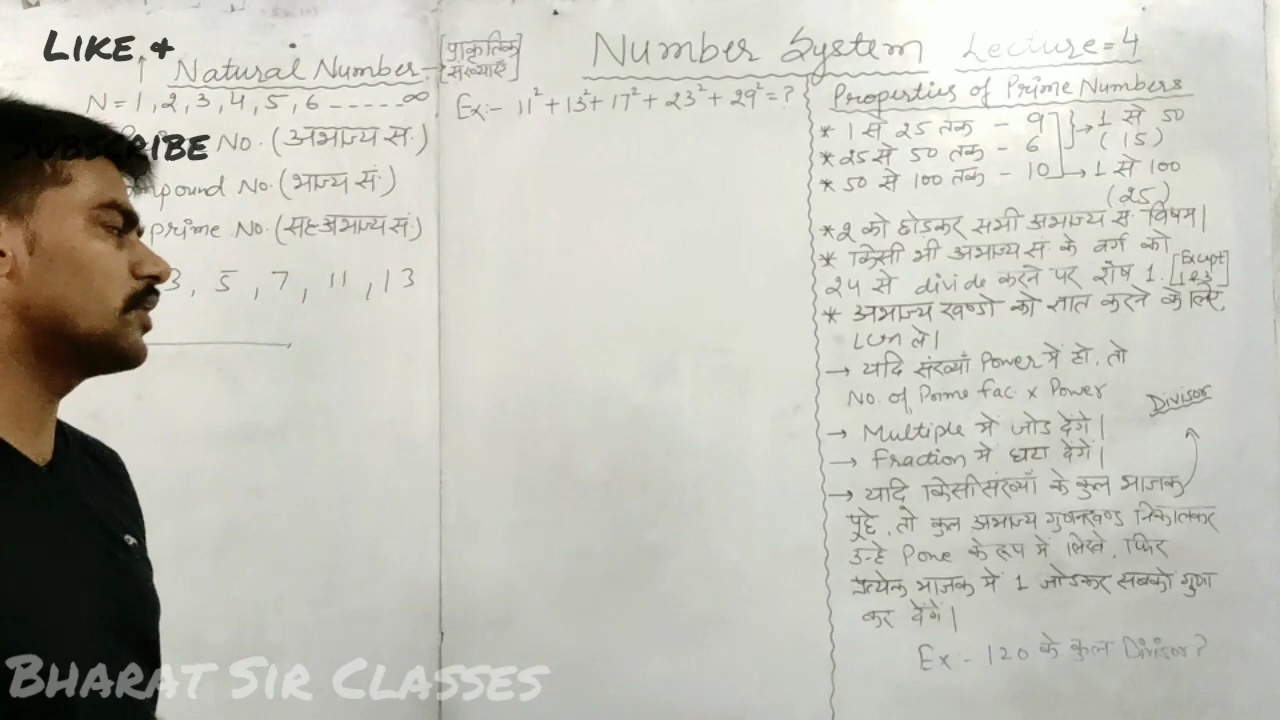 LIKE &
SUBSCRIBE
Natural Number - [प्राकृतिक संख्याएँ]
N = 1, 2, 3, 4, 5, 6 ------∞
No. (अभाज्य सं.)
mpound No. (भाज्य सं.)
Prime No. (सह अभाज्य सं.)
3, 5, 7, 11, 13
Number System Lecture = 4
Ex:- 11² + 13² + 17² + 23² + 29² = ?
Properties of Prime Numbers
* 1 से 25 तक - 9
* 25 से 50 तक - 6
→ 1 से 50 (15)
* 50 से 100 तक - 10
→ 1 से 100 (25)
* 2 को छोडकर सभी अभाज्य सं. विषम|
* किसी भी अभाज्य सं. के वर्ग को
24 से divide करने पर शेष 1. [Except 2 3]
* अभाज्य खण्डो को ज्ञात करने के लिए,
LCM ले|
→ यदि संख्याँ Power में हो, तो
No. of Prime fac. x Power
→ Multiple में जोड देंगे|
→ fraction में घटा देंगे|
Divisor
→ यदि किसी संख्याँ के कुल भाजक
पूछे, तो कुल अभाज्य गुणनखण्ड निकालकर
उन्हे के रूप में लिखे, फिर
प्रत्येक भाजक में 1 जोडकर सबको गुणा
कर देंगे|
Ex - 120 के कुल Divisor?
BHARAT SIR CLASSES